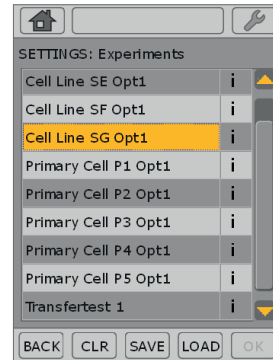 SETTINGS: Experiments
Cell Line SE Opt1 i
Cell Line SF Opt1 i
Cell Line SG Opt1 i
Primary Cell P1 Opt1 i
Primary Cell P2 Opt1 i
Primary Cell P3 Opt1 i
Primary Cell P4 Opt1 i
Primary Cell P5 Opt1 i
Transfertest 1 i
BACK CLR SAVE LOAD OK